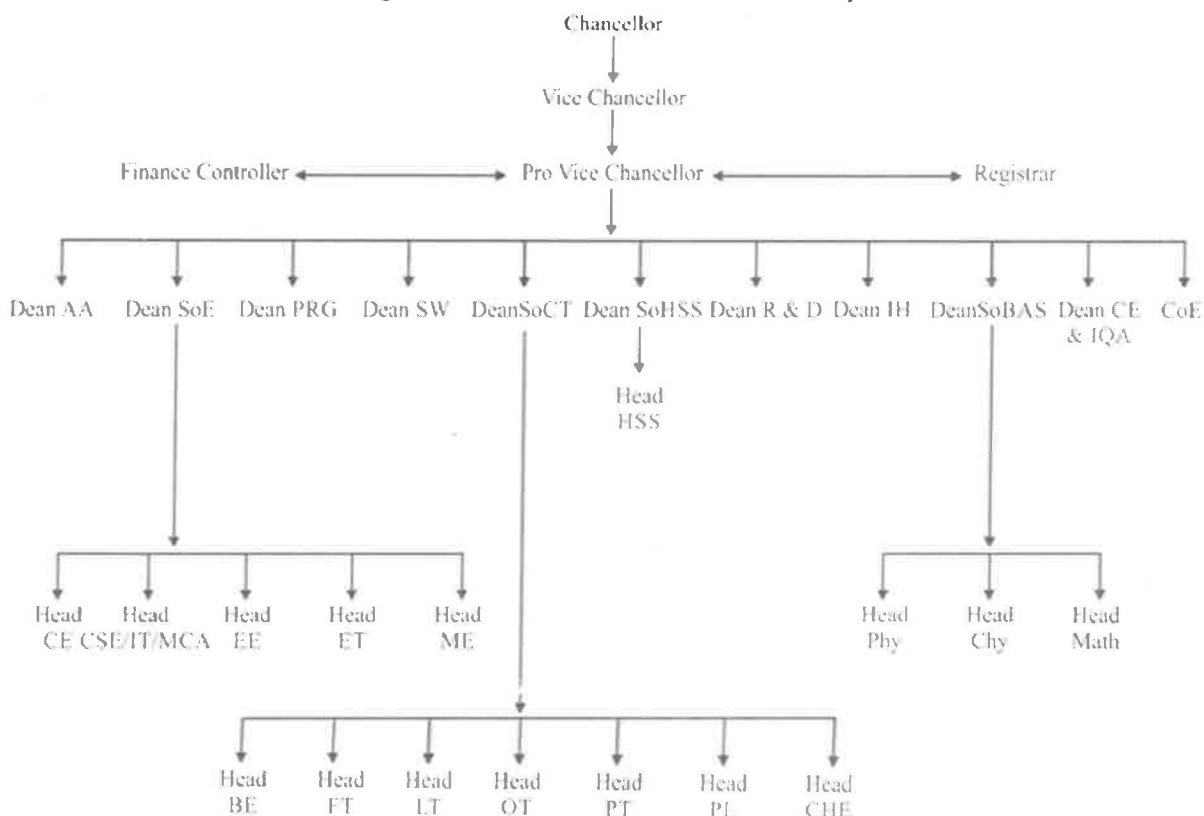 Chancellor
Vice Chancellor
Finance Controller Pro Vice Chancellor Registrar
Dean AA Dean SoE Dean PRG Dean SW DeanSoCT Dean SoHSS Dean R & D Dean IH DeanSoBAS Dean CE CoE
& IQA
Head
HSS
Head Head Head Head Head Head Head Head
CE CSE/IT/MCA EE ET ME Phy Chy Math
Head Head Head Head Head Head Head
BE FT LT OT PT PL CHE